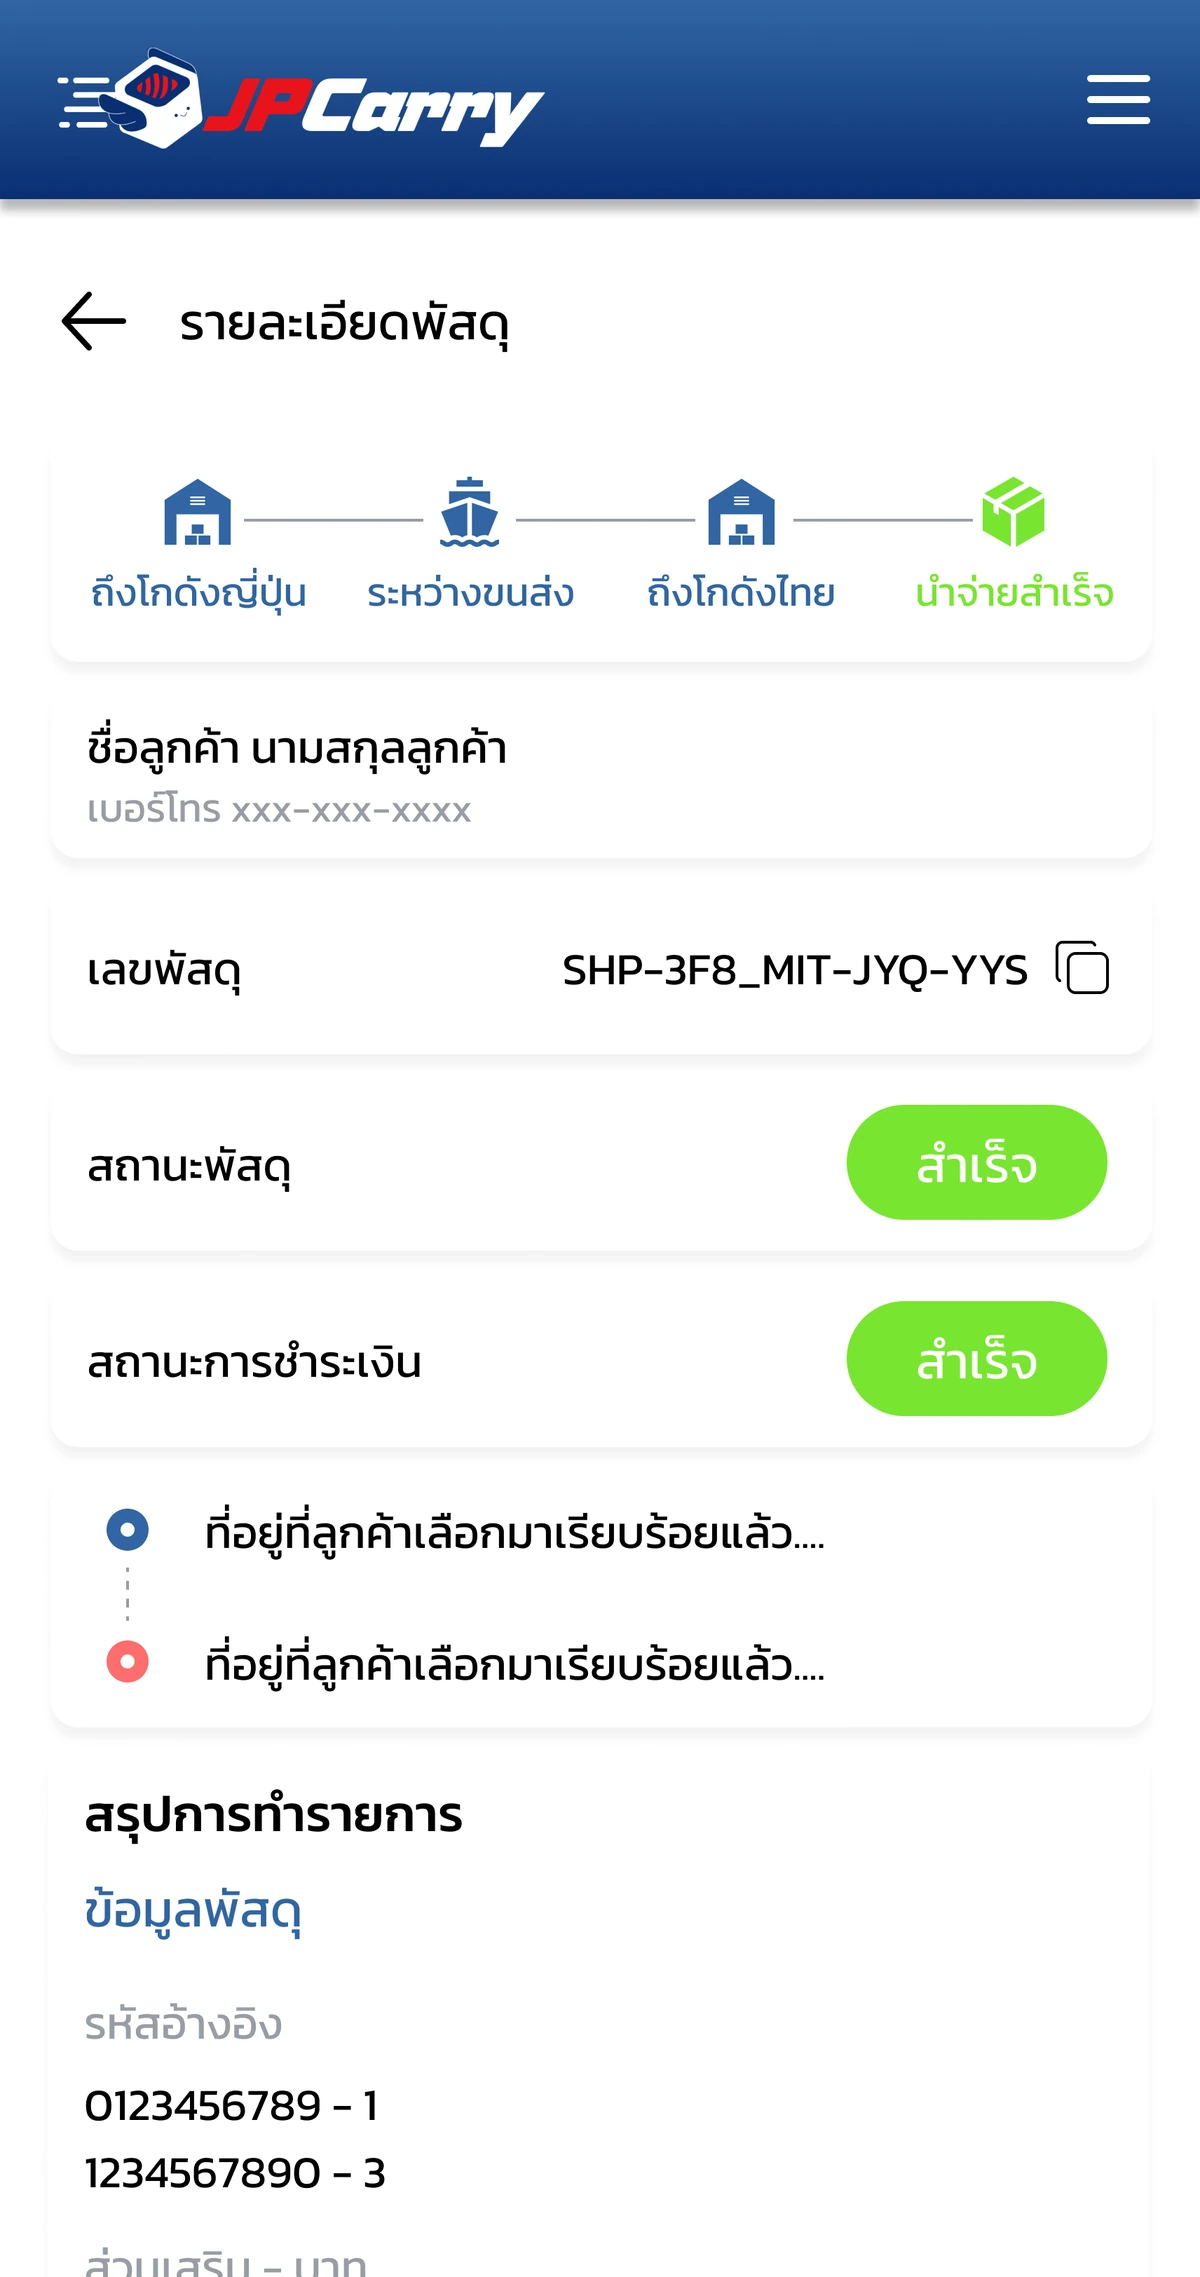 JPCarry
รายละเอียดพัสดุ
ถึงโกดังญี่ปุ่น ระหว่างขนส่ง ถึงโกดังไทย นำจ่ายสำเร็จ
ชื่อลูกค้า นามสกุลลูกค้า
เบอร์โทร xxx-xxx-xxxx
เลขพัสดุ SHP-3F8_MIT-JYQ-YYS
สถานะพัสดุ สำเร็จ
สถานะการชำระเงิน สำเร็จ
ที่อยู่ที่ลูกค้าเลือกมาเรียบร้อยแล้ว....
ที่อยู่ที่ลูกค้าเลือกมาเรียบร้อยแล้ว....
สรุปการทำรายการ
ข้อมูลพัสดุ
รหัสอ้างอิง
0123456789 - 1
1234567890 - 3
ส่วนเสริม - บาท